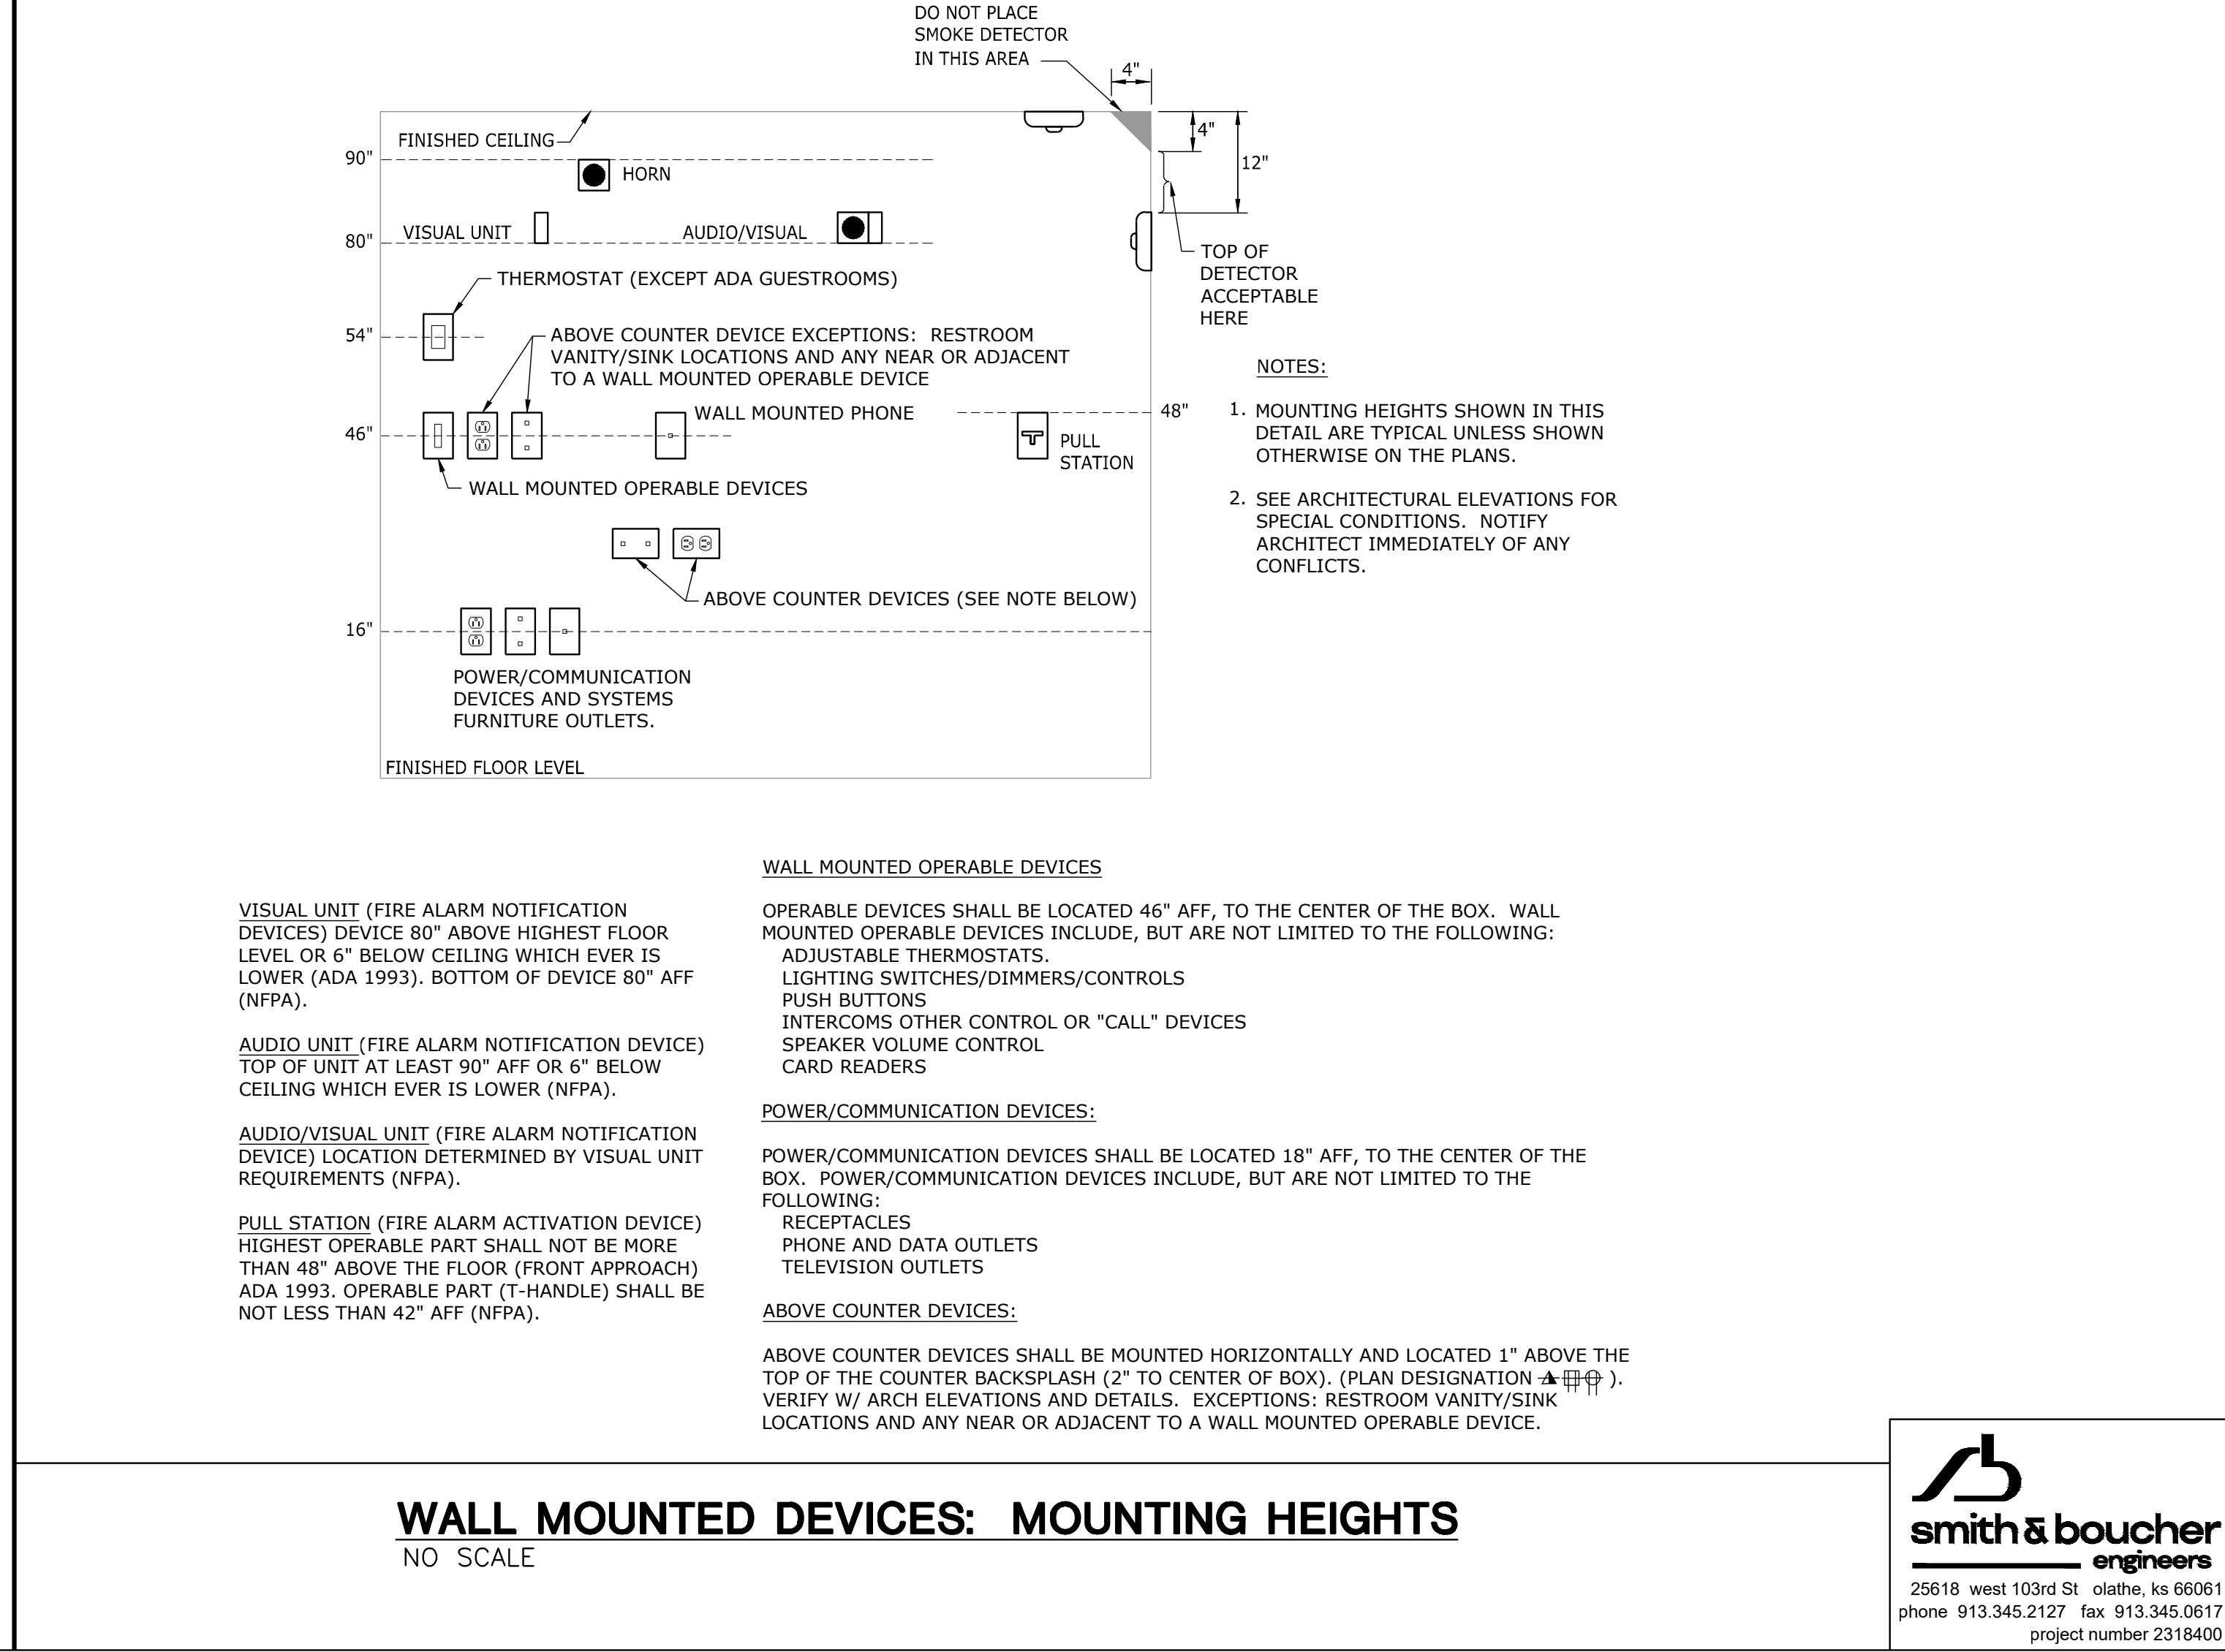 DO NOT PLACE
SMOKE DETECTOR
IN THIS AREA
4"
FINISHED CEILING
4"
90"
12"
HORN
VISUAL UNIT
AUDIO/VISUAL
80"
TOP OF
DETECTOR
ACCEPTABLE
HERE
THERMOSTAT (EXCEPT ADA GUESTROOMS)
54"
ABOVE COUNTER DEVICE EXCEPTIONS: RESTROOM
VANITY/SINK LOCATIONS AND ANY NEAR OR ADJACENT
TO A WALL MOUNTED OPERABLE DEVICE
WALL MOUNTED PHONE
48"
46"
PULL
STATION
WALL MOUNTED OPERABLE DEVICES
ABOVE COUNTER DEVICES (SEE NOTE BELOW)
16"
POWER/COMMUNICATION
DEVICES AND SYSTEMS
FURNITURE OUTLETS.
FINISHED FLOOR LEVEL
NOTES:
1. MOUNTING HEIGHTS SHOWN IN THIS
DETAIL ARE TYPICAL UNLESS SHOWN
OTHERWISE ON THE PLANS.
2. SEE ARCHITECTURAL ELEVATIONS FOR
SPECIAL CONDITIONS. NOTIFY
ARCHITECT IMMEDIATELY OF ANY
CONFLICTS.
VISUAL UNIT (FIRE ALARM NOTIFICATION
DEVICES) DEVICE 80" ABOVE HIGHEST FLOOR
LEVEL OR 6" BELOW CEILING WHICH EVER IS
LOWER (ADA 1993). BOTTOM OF DEVICE 80" AFF
(NFPA).
AUDIO UNIT (FIRE ALARM NOTIFICATION DEVICE)
TOP OF UNIT AT LEAST 90" AFF OR 6" BELOW
CEILING WHICH EVER IS LOWER (NFPA).
AUDIO/VISUAL UNIT (FIRE ALARM NOTIFICATION
DEVICE) LOCATION DETERMINED BY VISUAL UNIT
REQUIREMENTS (NFPA).
PULL STATION (FIRE ALARM ACTIVATION DEVICE)
HIGHEST OPERABLE PART SHALL NOT BE MORE
THAN 48" ABOVE THE FLOOR (FRONT APPROACH)
ADA 1993. OPERABLE PART (T-HANDLE) SHALL BE
NOT LESS THAN 42" AFF (NFPA).
WALL MOUNTED OPERABLE DEVICES
OPERABLE DEVICES SHALL BE LOCATED 46" AFF, TO THE CENTER OF THE BOX. WALL
MOUNTED OPERABLE DEVICES INCLUDE, BUT ARE NOT LIMITED TO THE FOLLOWING:
ADJUSTABLE THERMOSTATS.
LIGHTING SWITCHES/DIMMERS/CONTROLS
PUSH BUTTONS
INTERCOMS OTHER CONTROL OR "CALL" DEVICES
SPEAKER VOLUME CONTROL
CARD READERS
POWER/COMMUNICATION DEVICES:
POWER/COMMUNICATION DEVICES SHALL BE LOCATED 18" AFF, TO THE CENTER OF THE
BOX. POWER/COMMUNICATION DEVICES INCLUDE, BUT ARE NOT LIMITED TO THE
FOLLOWING:
RECEPTACLES
PHONE AND DATA OUTLETS
TELEVISION OUTLETS
ABOVE COUNTER DEVICES:
ABOVE COUNTER DEVICES SHALL BE MOUNTED HORIZONTALLY AND LOCATED 1" ABOVE THE
TOP OF THE COUNTER BACKSPLASH (2" TO CENTER OF BOX). (PLAN DESIGNATION ).
VERIFY W/ ARCH ELEVATIONS AND DETAILS. EXCEPTIONS: RESTROOM VANITY/SINK
LOCATIONS AND ANY NEAR OR ADJACENT TO A WALL MOUNTED OPERABLE DEVICE.
WALL MOUNTED DEVICES: MOUNTING HEIGHTS
NO SCALE
smith & boucher
engineers
25618 west 103rd St olathe, ks 66061
phone 913.345.2127 fax 913.345.0617
project number 2318400